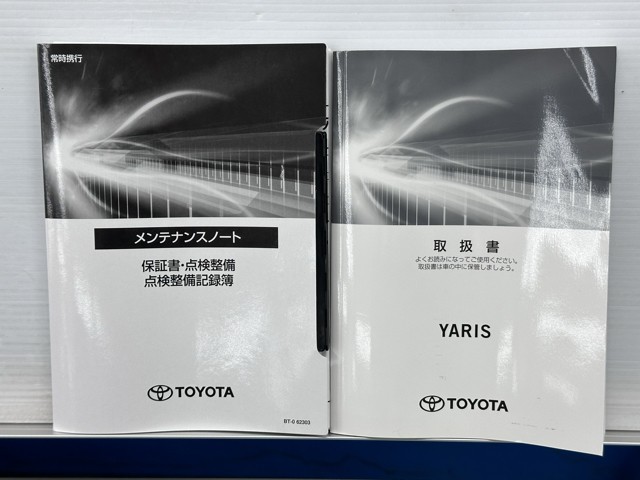 常時携行
メンテナンスノート
保証書・点検整備
点検整備記録簿
TOYOTA
BT-0 62303
取扱書
よくお読みになってご使用ください。
取扱書は車の中に保管しましょう。
YARIS
TOYOTA